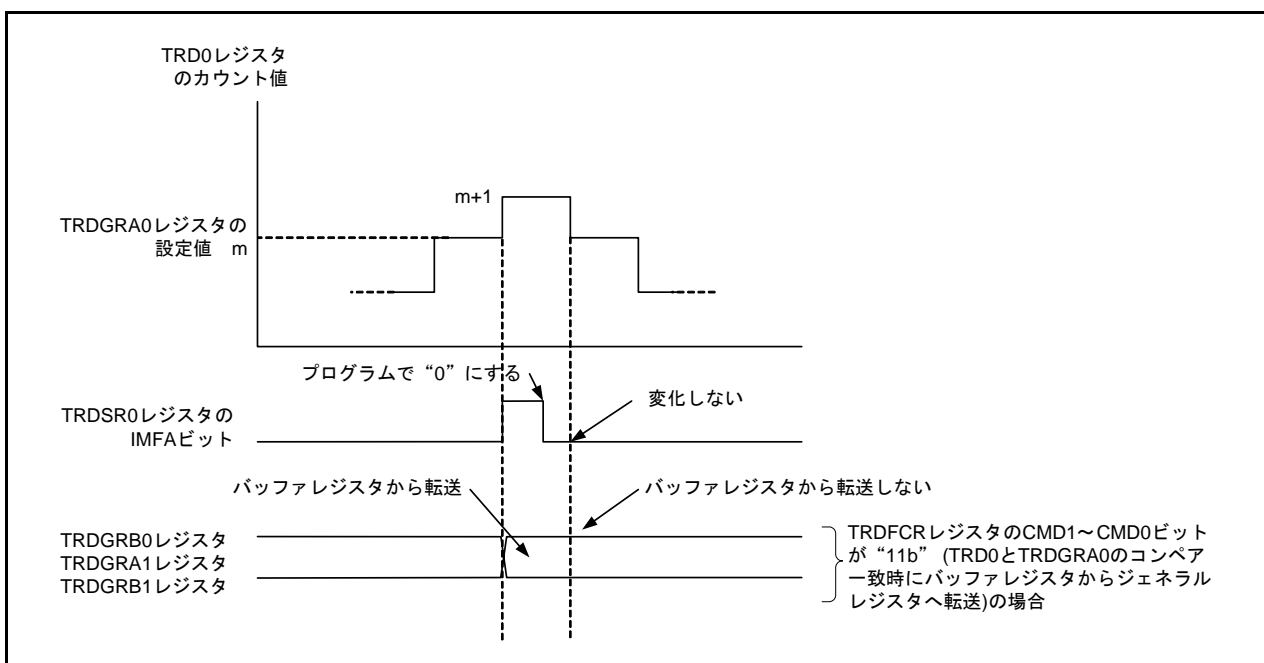 TRD0レジスタ
のカウント値
m+1
TRDGRA0レジスタの
設定値　m
プログラムで“0”にする
変化しない
TRDSR0レジスタの
IMFAビット
バッファレジスタから転送
バッファレジスタから転送しない
TRDGRB0レジスタ
TRDGRA1レジスタ
TRDGRB1レジスタ
TRDFCRレジスタのCMD1～CMD0ビット
が“11b” (TRD0とTRDGRA0のコンペア
一致時にバッファレジスタからジェネラル
レジスタへ転送)の場合